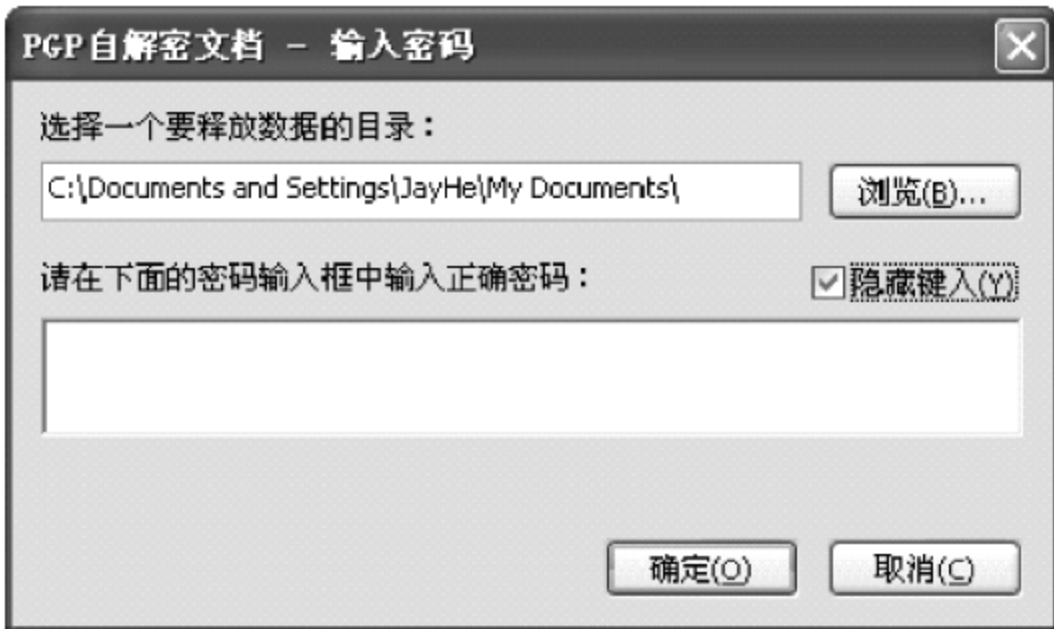 PGP自解密文档 - 输入密码
选择一个要释放数据的目录：
C:\Documents and Settings\JayHe\My Documents\
浏览(B)...
请在下面的密码输入框中输入正确密码：
隐藏键入(Y)
确定(O)
取消(C)